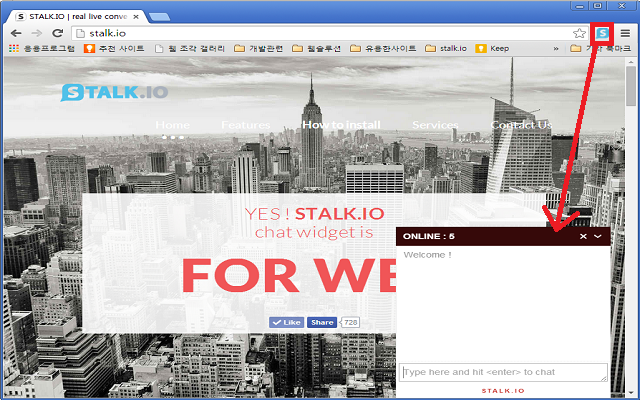 STALK.IO | real live conve
stalk.io
응용프로그램 추천 사이트 웹 조각 갤러리 개발관련 웹솔루션 유용한사이트 stalk.io Keep » 기타 북마크
STALK.IO
Home Features How to install Services Contact Us
YES ! STALK.IO
chat widget is
FOR WE
Like Share 728
ONLINE : 5
Welcome !
Type here and hit <enter> to chat
STALK.IO